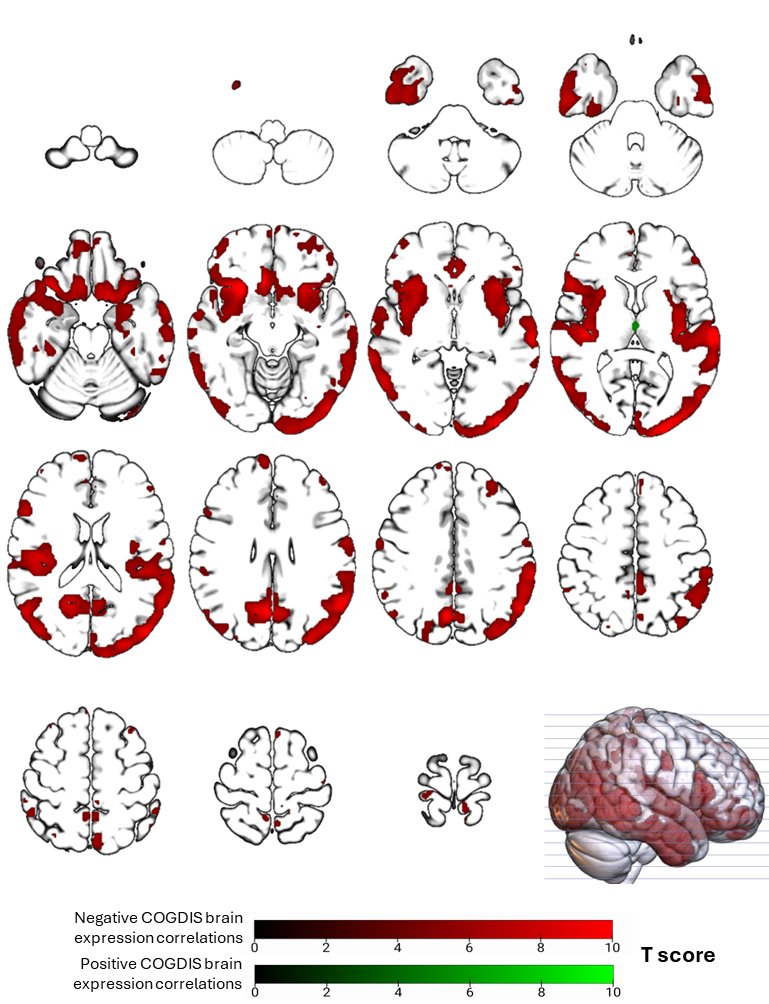 Negative COGDIS brain
expression correlations
0 2 4 6 8 10
T score
Positive COGDIS brain
expression correlations
0 2 4 6 8 10